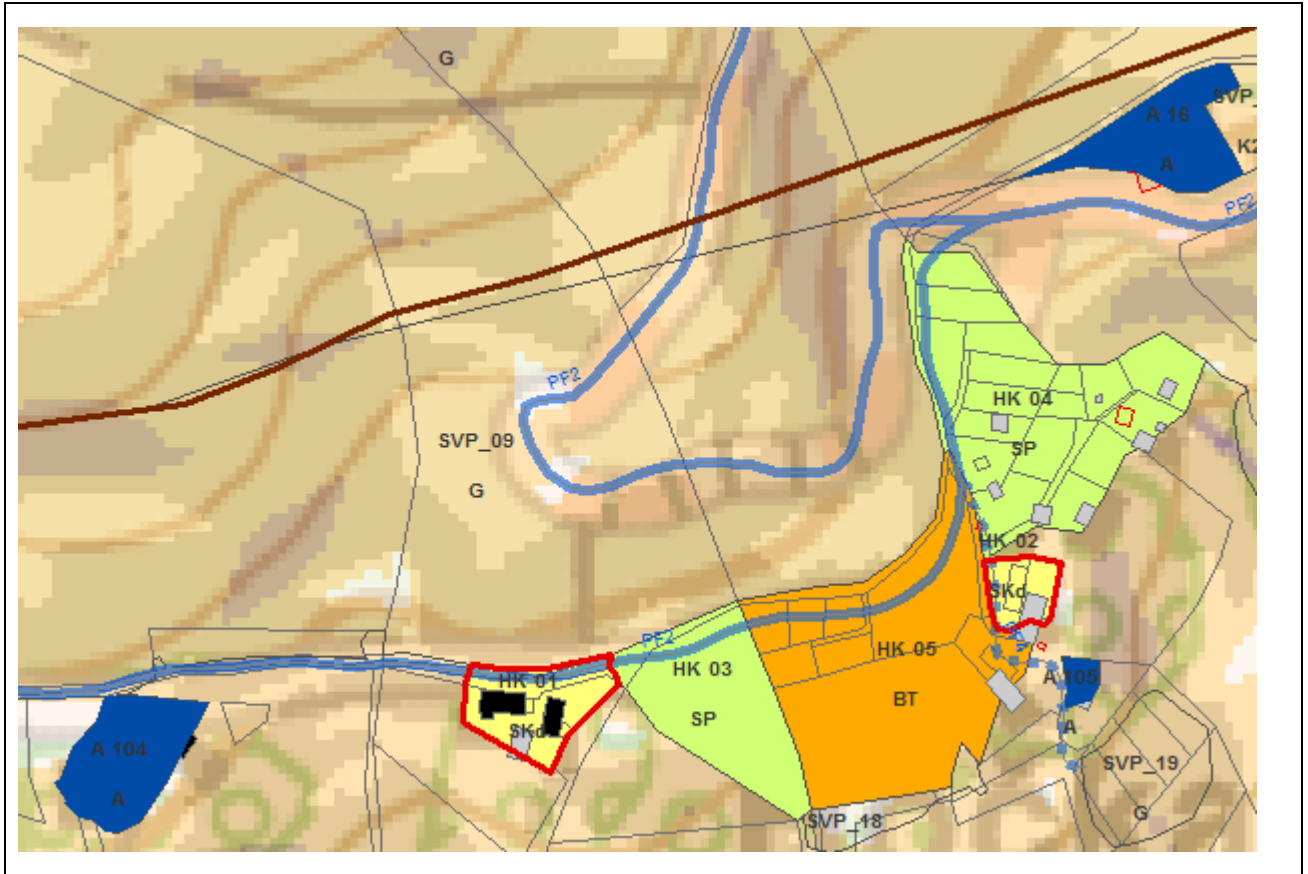 G
SVP_
A 16
K2
A
PF2
PF2
HK 04
SVP_09
SP
G
HK 02
SKd
PF2
HK 05
HK 03
A 105
HK 01
BT
SP
SKd
A
A 104
SVP_19
A
G
SVP_18